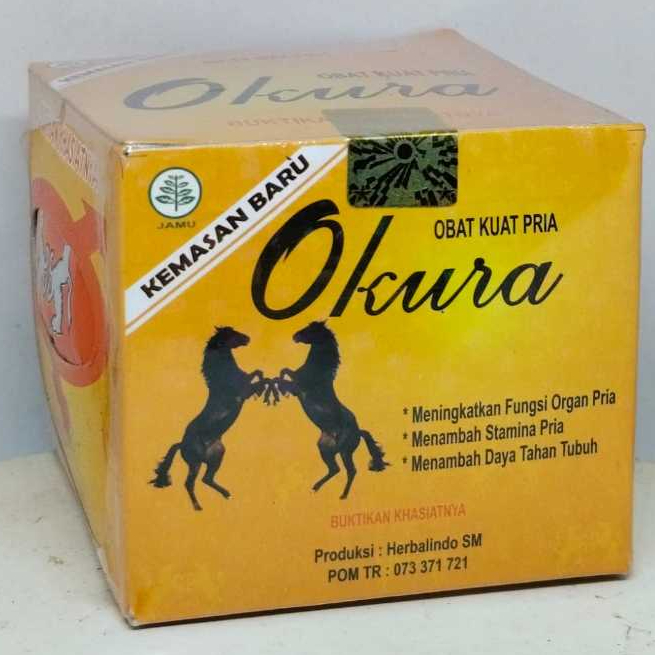 OBAT KUAT PRIA
Okura
BUKTIKAN
JAMU
KEMASAN BARU
OBAT KUAT PRIA
Okura
* Meningkatkan Fungsi Organ Pria
* Menambah Stamina Pria
* Menambah Daya Tahan Tubuh
BUKTIKAN KHASIATNYA
Produksi : Herbalindo SM
POM TR : 073 371 721